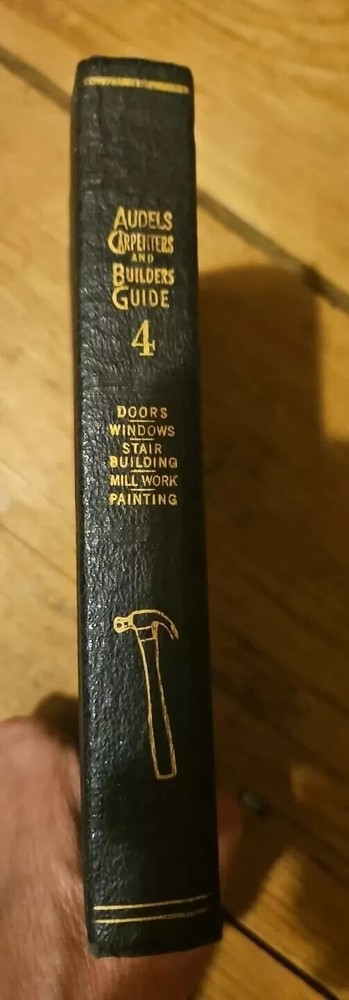 AUDELS
CARPENTERS
AND
BUILDERS
GUIDE
4
DOORS
WINDOWS
STAIR
BUILDING
MILL WORK
PAINTING